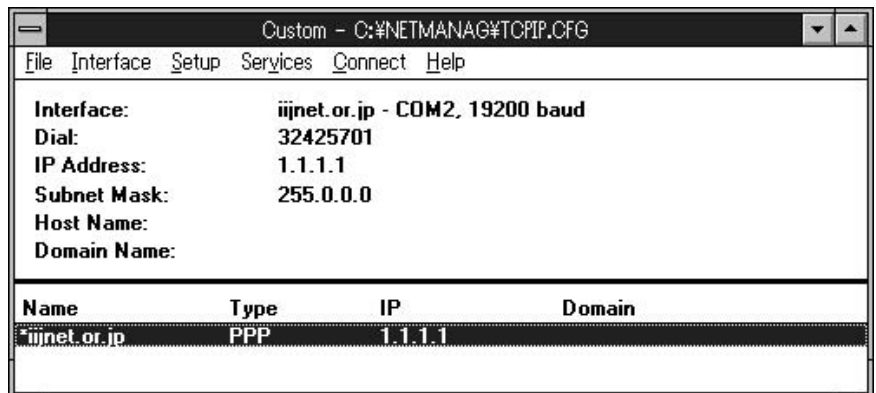 Custom - C:¥NETMANAG¥TCPIP.CFG
File Interface Setup Services Connect Help
Interface: iijnet.or.jp - COM2, 19200 baud
Dial: 32425701
IP Address: 1.1.1.1
Subnet Mask: 255.0.0.0
Host Name:
Domain Name:
Name Type IP Domain
*iijnet.or.jp PPP 1.1.1.1